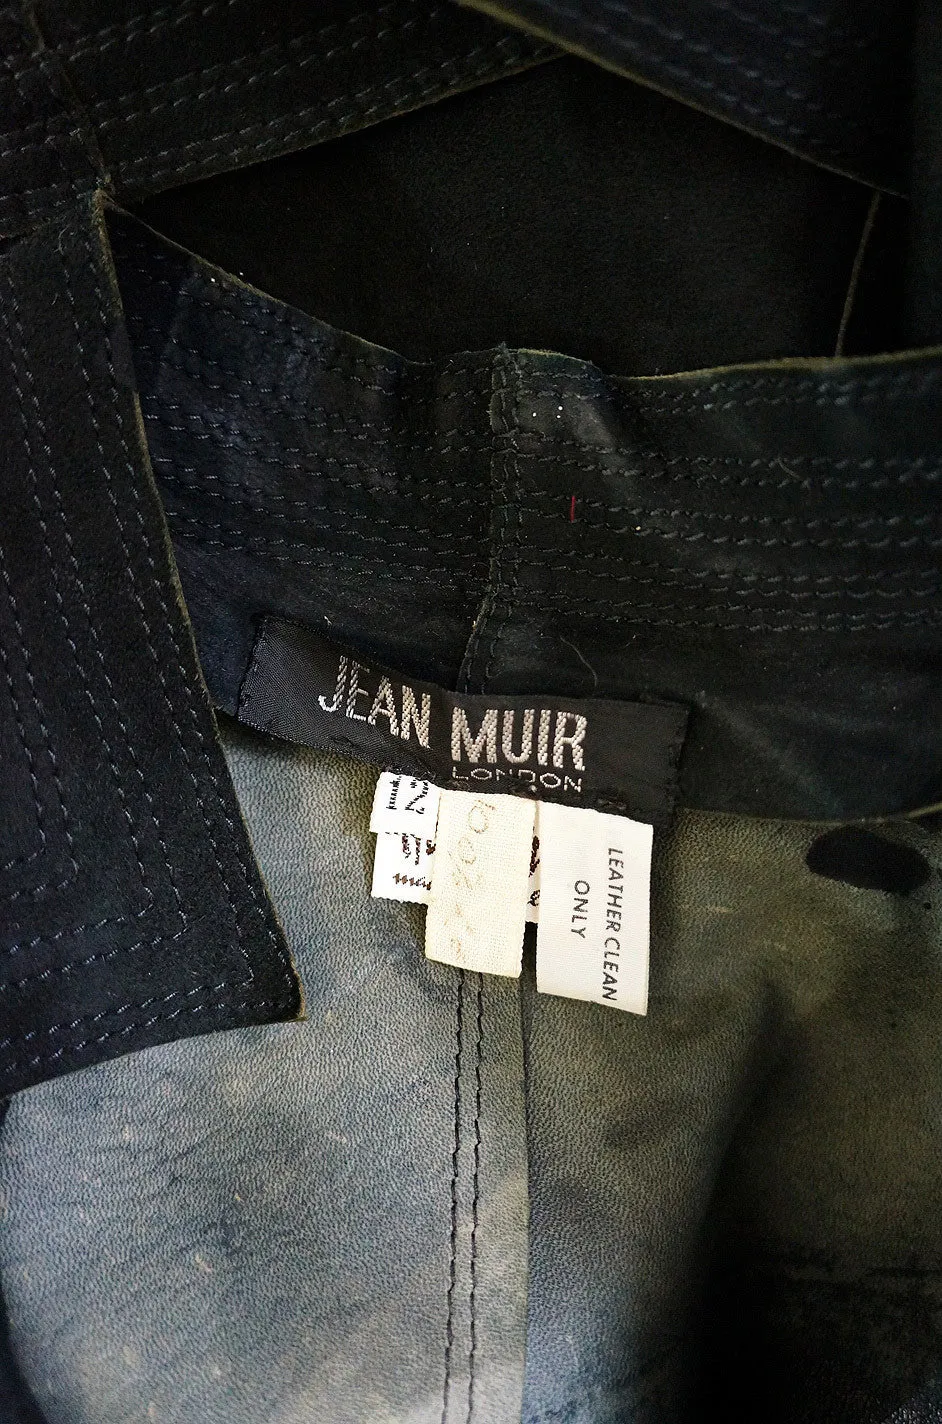 JEAN MUIR
LONDON
12
LEATHER CLEAN
ONLY